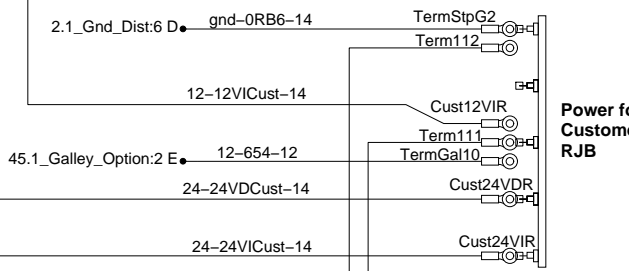 2.1_Gnd_Dist:6 D
gnd–0RB6–14
TermStpG2
Term112
12–12VICust–14
Cust12VIR
Power fo
Custome
RJB
Term111
45.1_Galley_Option:2 E
12–654–12
TermGal10
24–24VDCust–14
Cust24VDR
24–24VICust–14
Cust24VIR